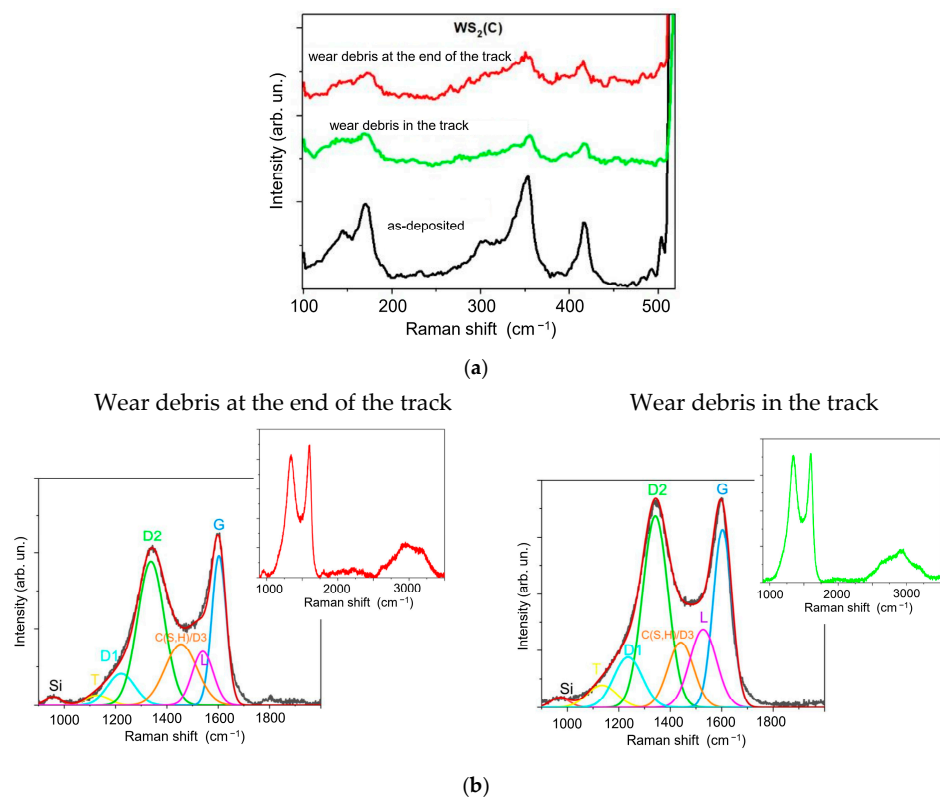 WS₂(C)
wear debris at the end of the track
wear debris in the track
as-deposited
Intensity (arb. un.)
100 200 300 400 500
Raman shift (cm⁻¹)
(a)
Wear debris at the end of the track
Intensity (arb. un.)
Si
T
D1
D2
C(S,H)/D3
L
G
1000 1200 1400 1600 1800
Raman shift (cm⁻¹)
1000 2000 3000
Raman shift (cm⁻¹)
Wear debris in the track
Intensity (arb. un.)
Si
T
D1
D2
C(S,H)/D3
L
G
1000 1200 1400 1600 1800
Raman shift (cm⁻¹)
1000 2000 3000
Raman shift (cm⁻¹)
(b)